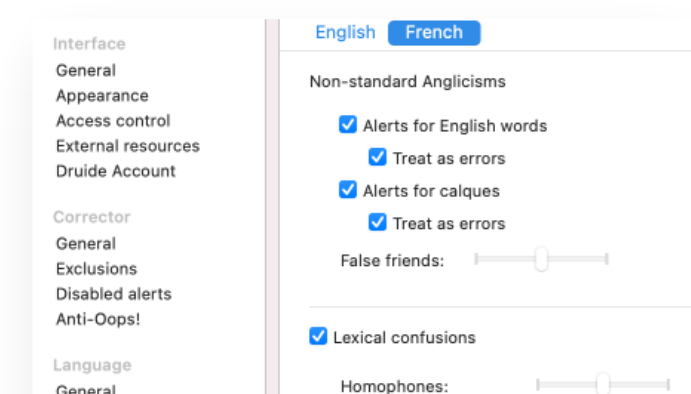 Interface
General
Appearance
Access control
External resources
Druide Account
Corrector
General
Exclusions
Disabled alerts
Anti-Oops!
Language
General
English French
Non-standard Anglicisms
Alerts for English words
Treat as errors
Alerts for calques
Treat as errors
False friends:
Lexical confusions
Homophones: